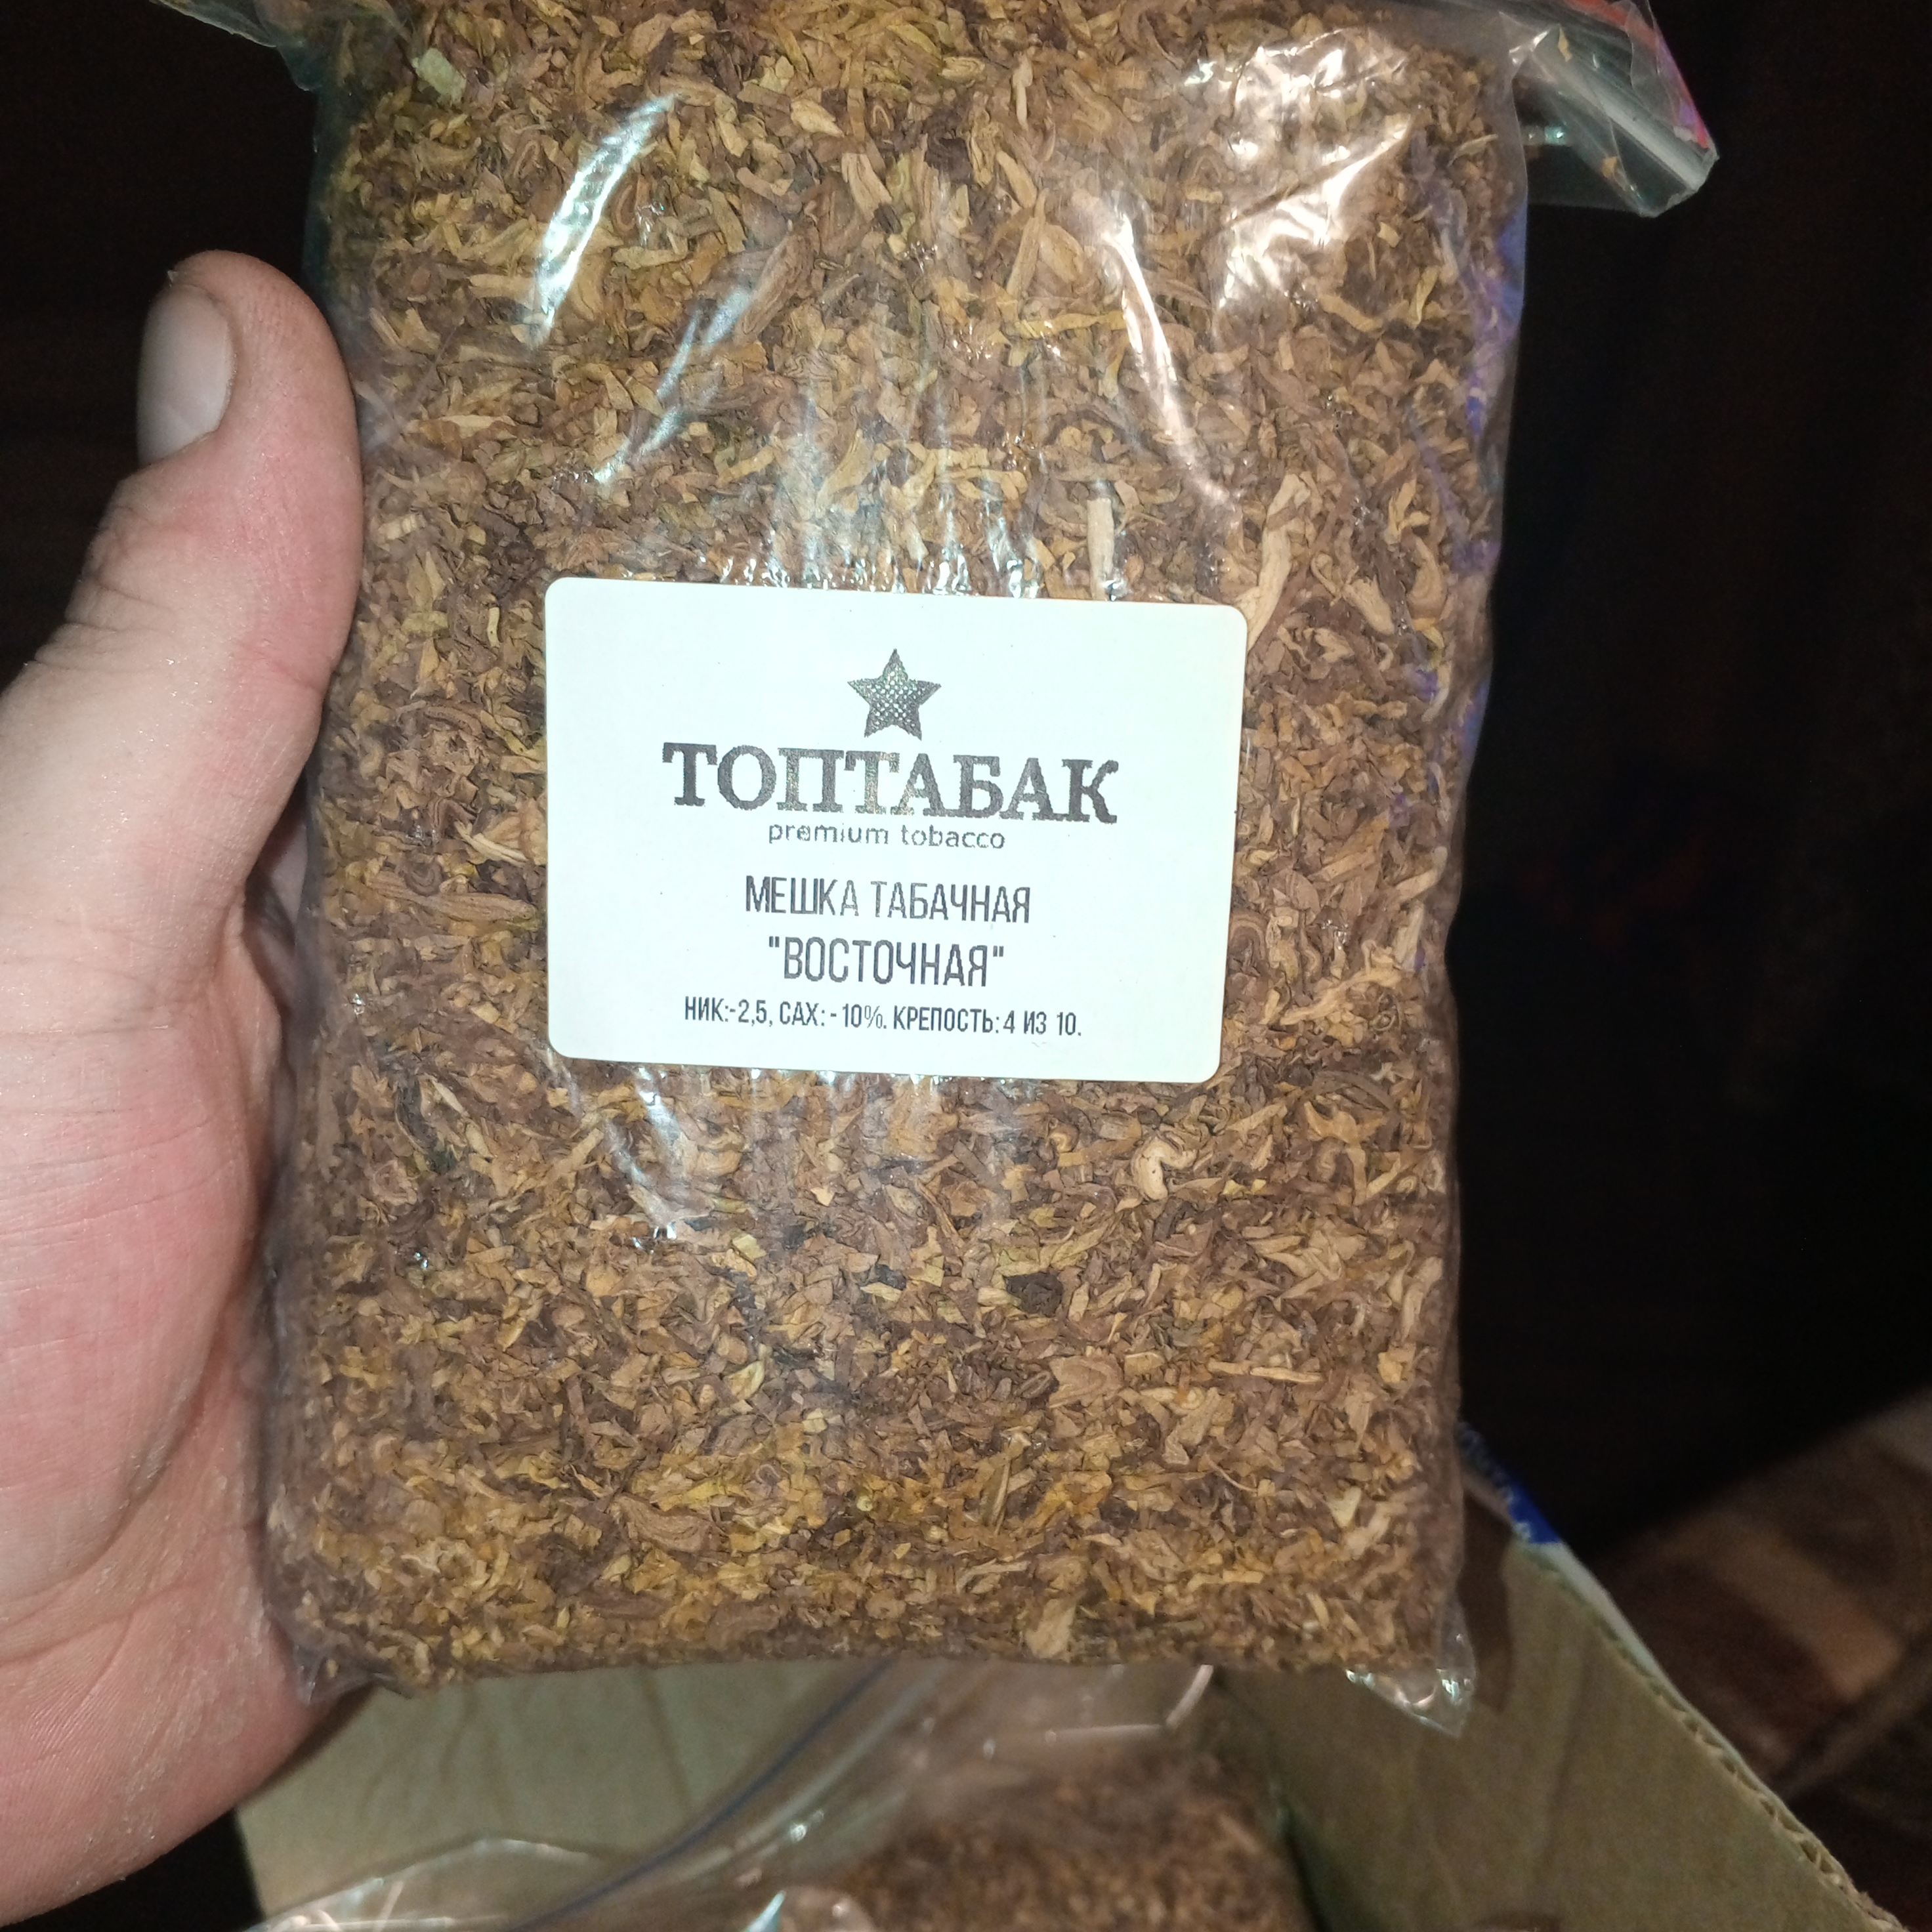 ТОПТАБАК
premium tobacco
МЕШКА ТАБАЧНАЯ
"ВОСТОЧНАЯ"
НИК:-2,5, САХ: - 10%. КРЕПОСТЬ: 4 ИЗ 10.